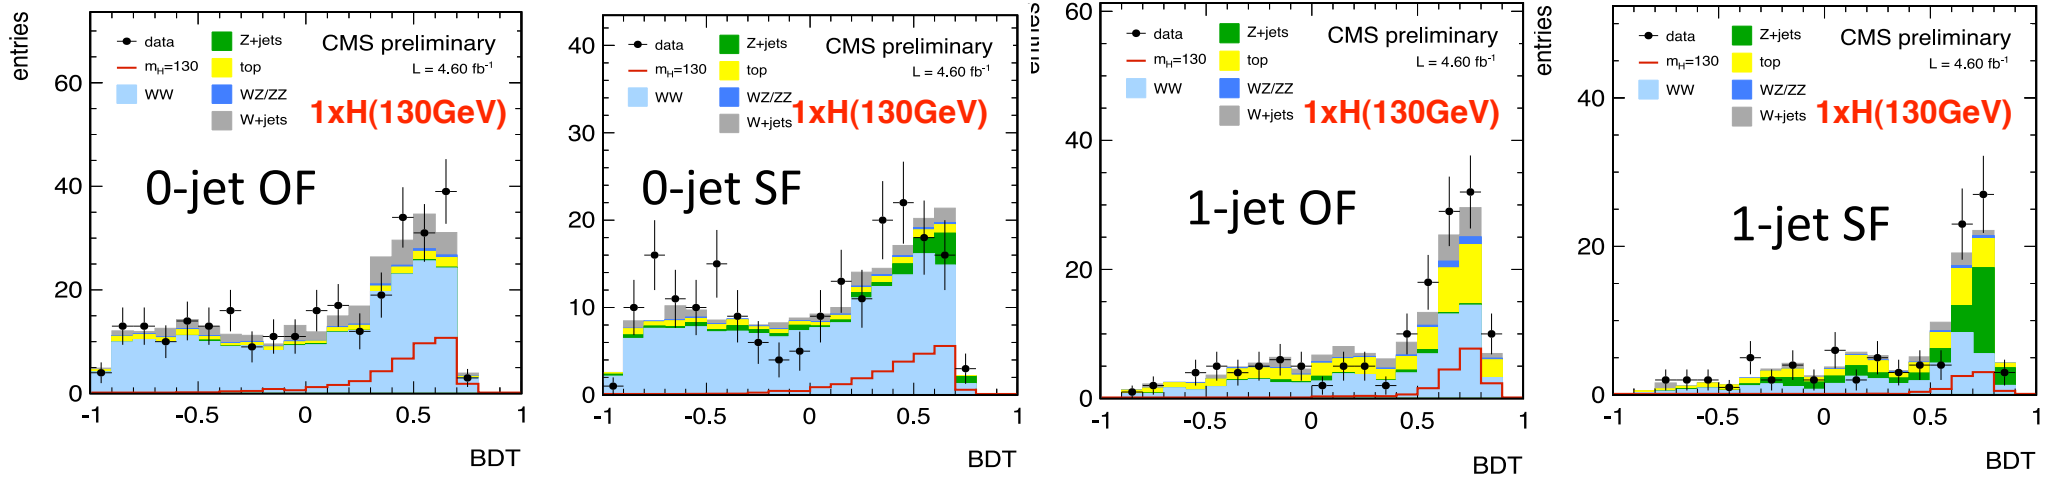 entries
60
40
20
0
data
m_H=130
WW
Z+jets
top
WZ/ZZ
W+jets
CMS preliminary
L = 4.60 fb⁻¹
1xH(130GeV)
0-jet OF
-1 -0.5 0 0.5 1
BDT
entries
40
30
20
10
0
data
m_H=130
WW
Z+jets
top
WZ/ZZ
W+jets
CMS preliminary
L = 4.60 fb⁻¹
1xH(130GeV)
0-jet SF
-1 -0.5 0 0.5 1
BDT
entries
60
40
20
0
data
m_H=130
WW
Z+jets
top
WZ/ZZ
W+jets
CMS preliminary
L = 4.60 fb⁻¹
1xH(130GeV)
1-jet OF
-1 -0.5 0 0.5 1
BDT
entries
40
20
0
data
m_H=130
WW
Z+jets
top
WZ/ZZ
W+jets
CMS preliminary
L = 4.60 fb⁻¹
1xH(130GeV)
1-jet SF
-1 -0.5 0 0.5 1
BDT